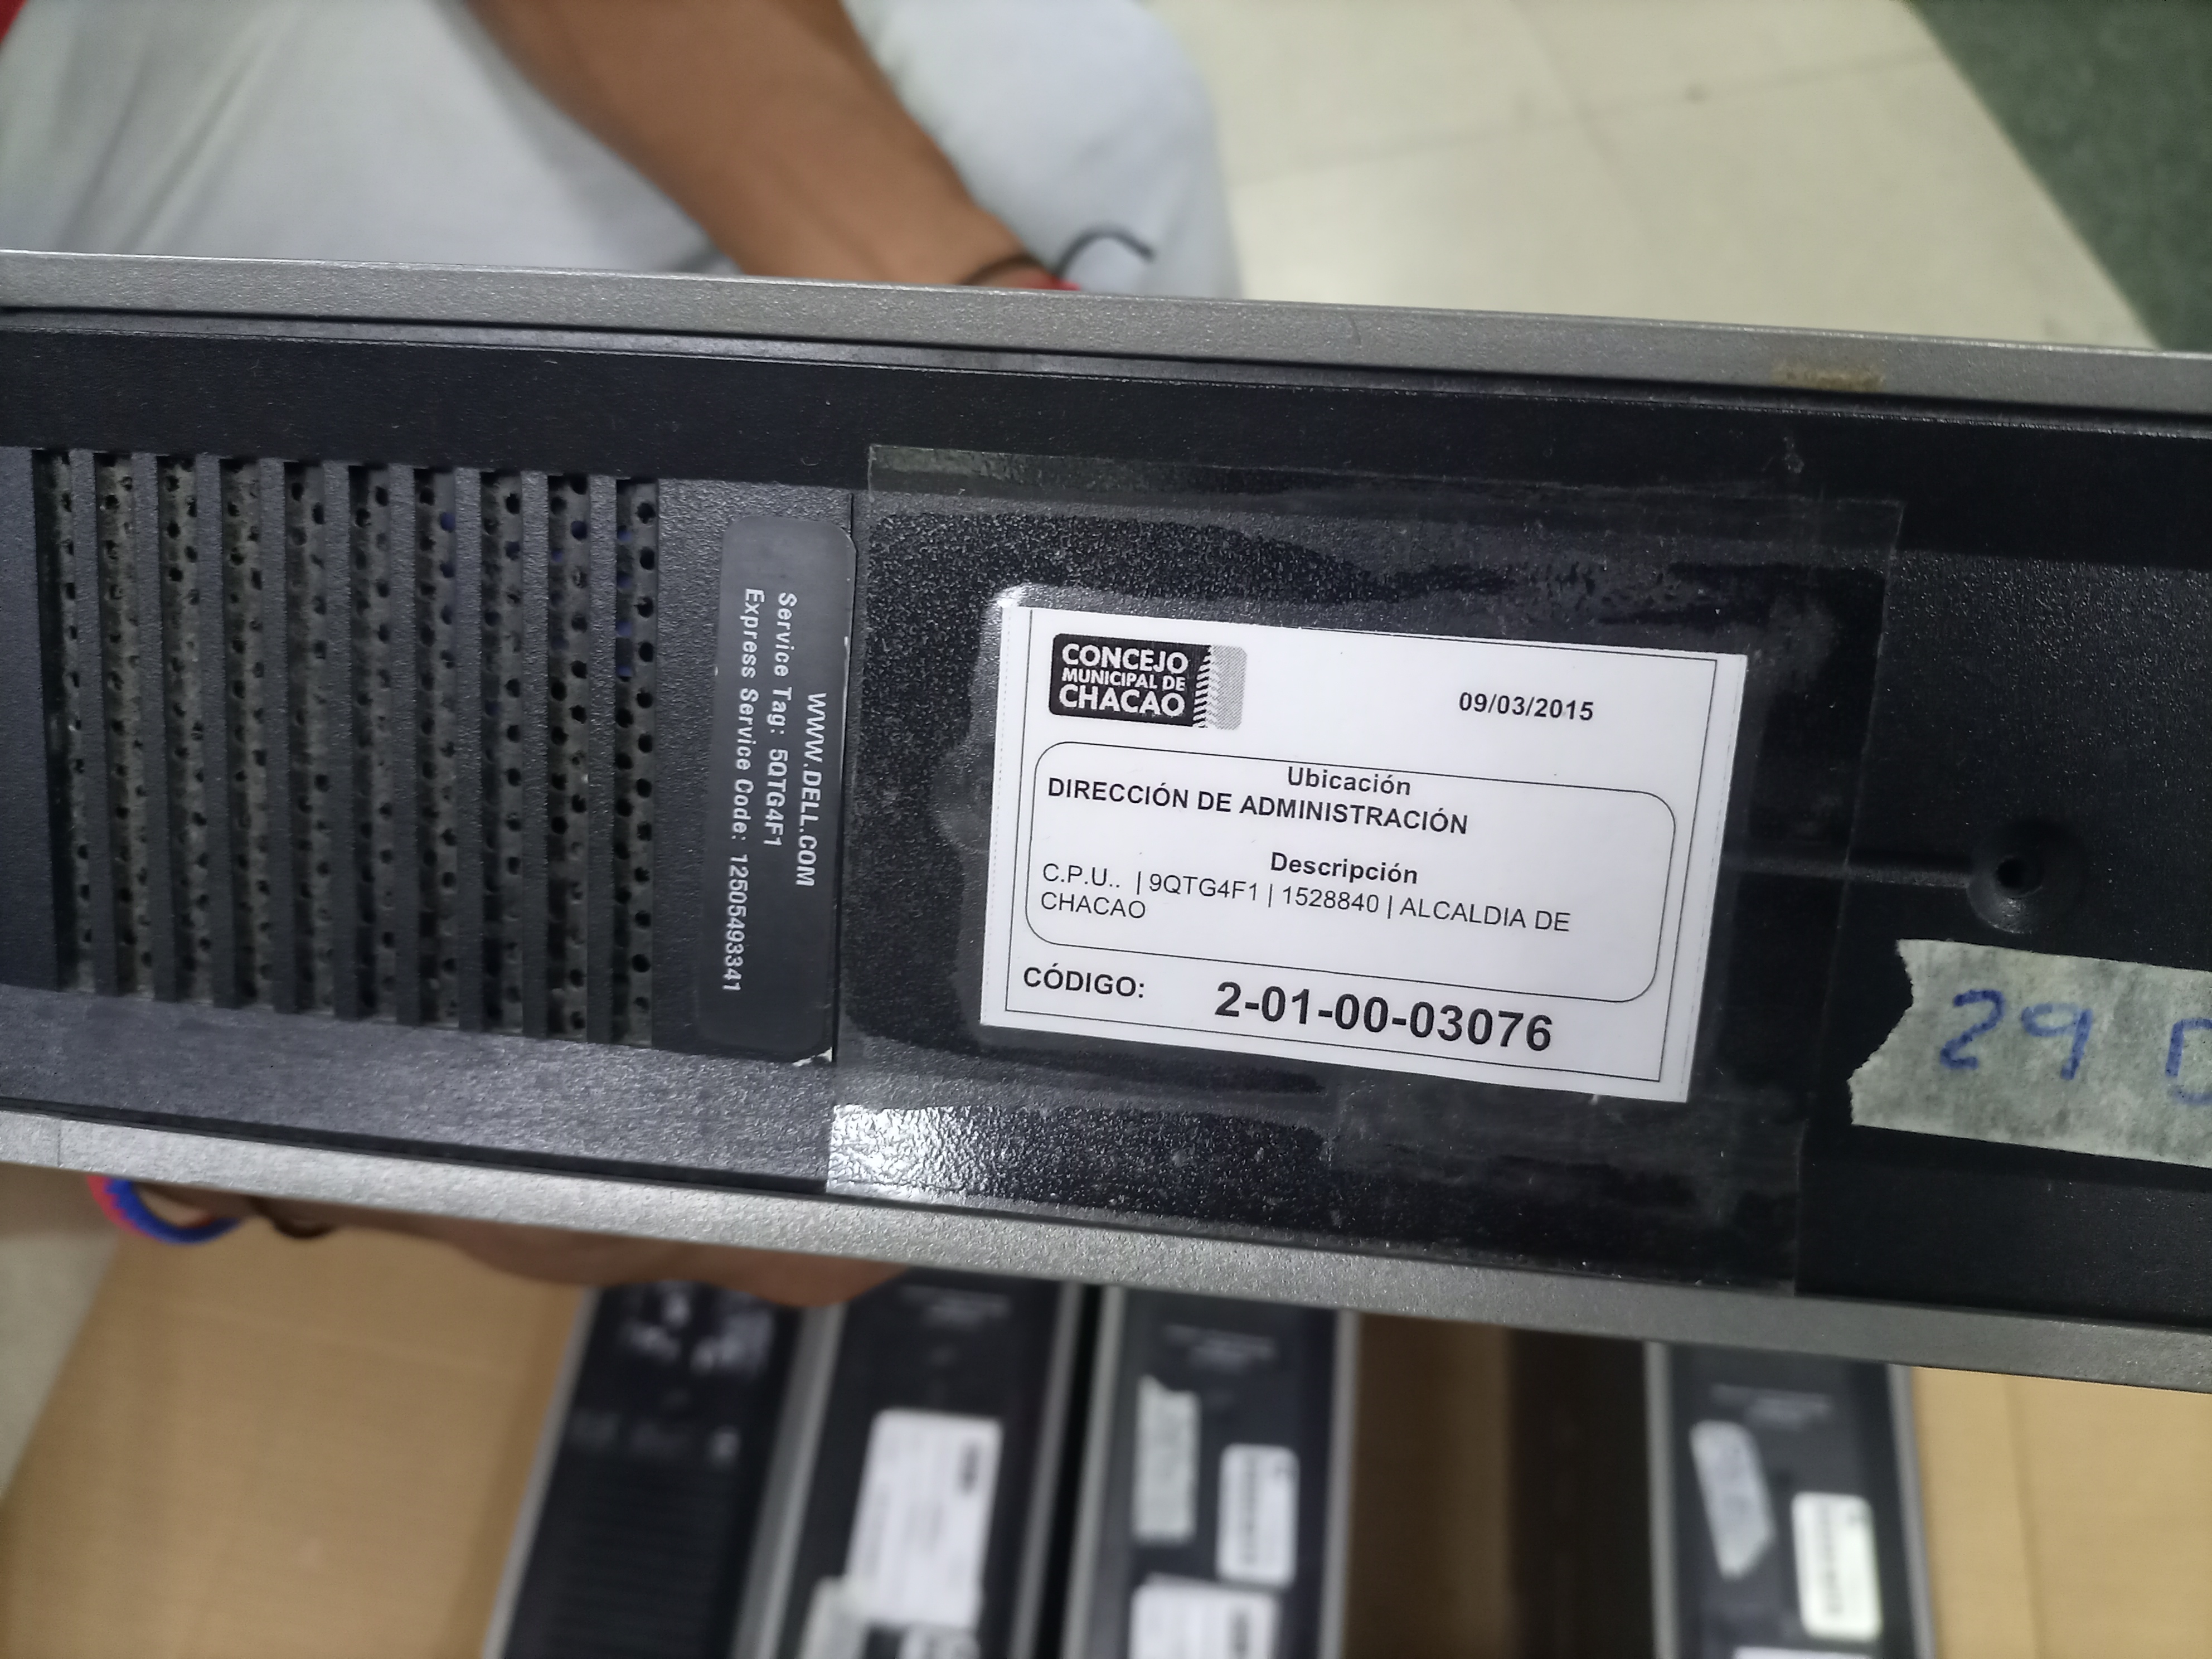 WWW.DELL.COM
Service Tag: 5QTG4F1
Express Service Code: 12505493341
CONCEJO
MUNICIPAL DE
CHACAO
09/03/2015
Ubicación
DIRECCIÓN DE ADMINISTRACIÓN
Descripción
C.P.U.. | 9QTG4F1 | 1528840 | ALCALDIA DE
CHACAO
CÓDIGO: 2-01-00-03076
29